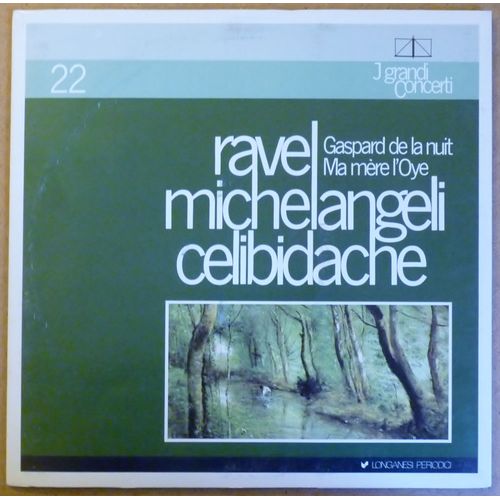 22
I grandi
Concerti
ravel
Gaspard de la nuit
Ma mère l'Oye
michelangeli
celibidache
LONGANESI PERIODICI